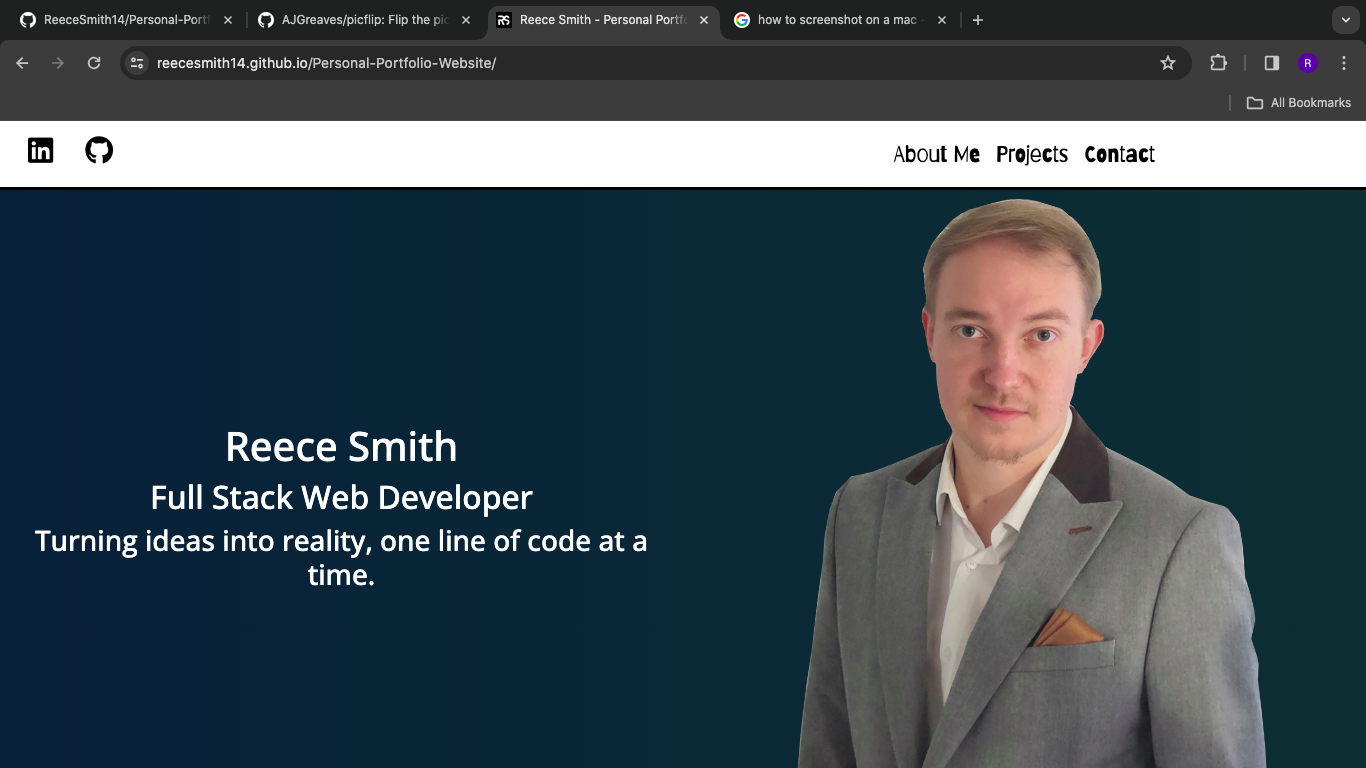 ReeceSmith14/Personal-Portf
AJGreaves/picflip: Flip the pic
RS
Reece Smith - Personal Portfo
how to screenshot on a mac -
reecesmith14.github.io/Personal-Portfolio-Website/
R
All Bookmarks
in
About Me Projects Contact
Reece Smith
Full Stack Web Developer
Turning ideas into reality, one line of code at a
time.